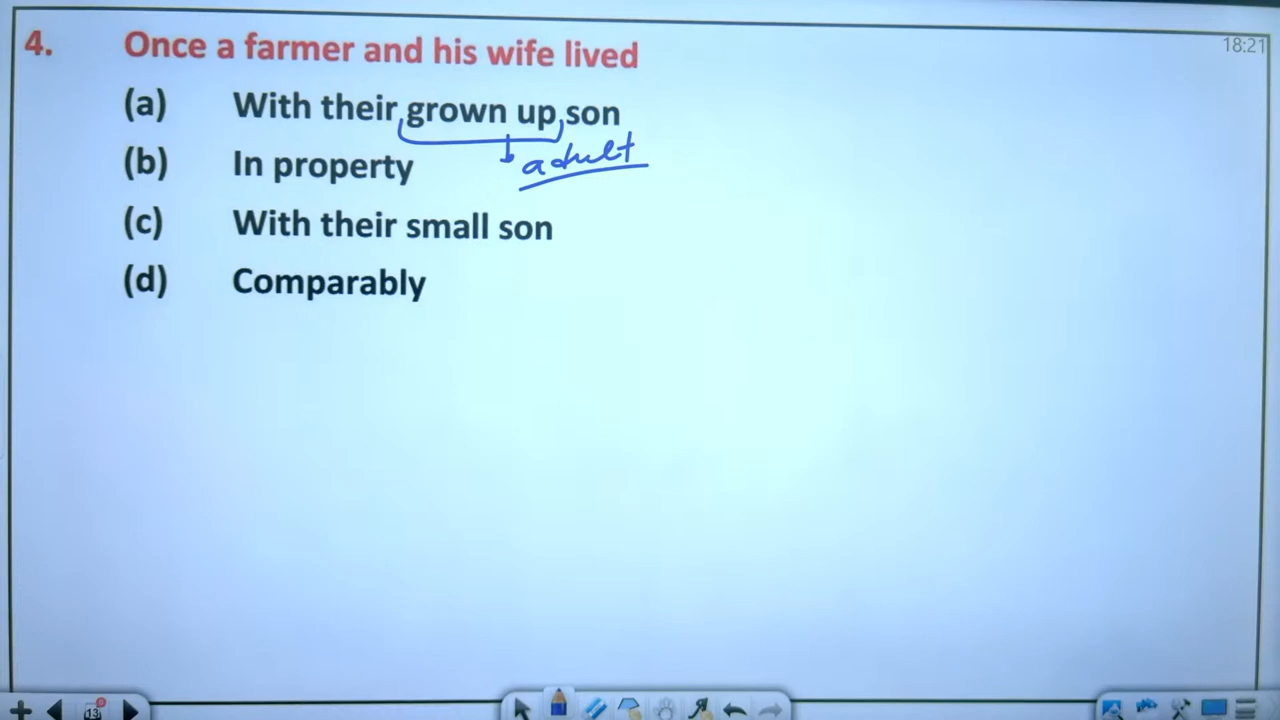 18:21
4. Once a farmer and his wife lived
(a) With their grown up son
adult
(b) In property
(c) With their small son
(d) Comparably
13